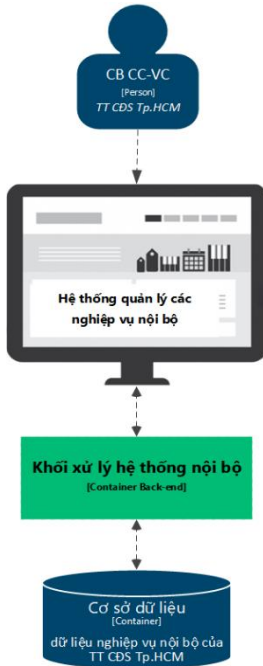 CB CC-VC
[Person]
TT CĐS Tp.HCM
Hệ thống quản lý các
nghiệp vụ nội bộ
Khối xử lý hệ thống nội bộ
[Container Back-end]
Cơ sở dữ liệu
[Container]
dữ liệu nghiệp vụ nội bộ của
TT CĐS Tp.HCM